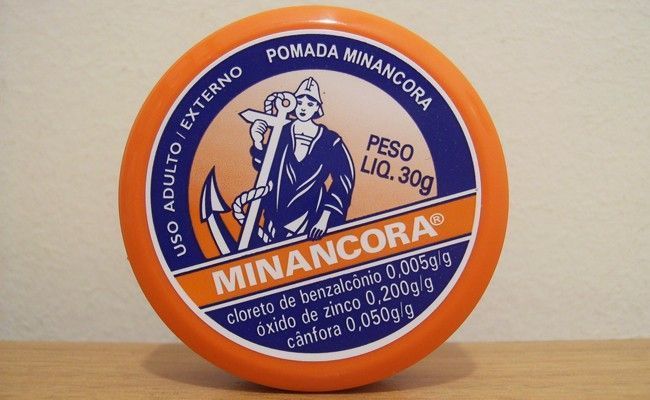 USO ADULTO / EXTERNO
POMADA MINANCORA
PESO
LIQ. 30g
MINANCORA®
cloreto de benzalcônio 0,005g/g
óxido de zinco 0,200g/g
cânfora 0,050g/g